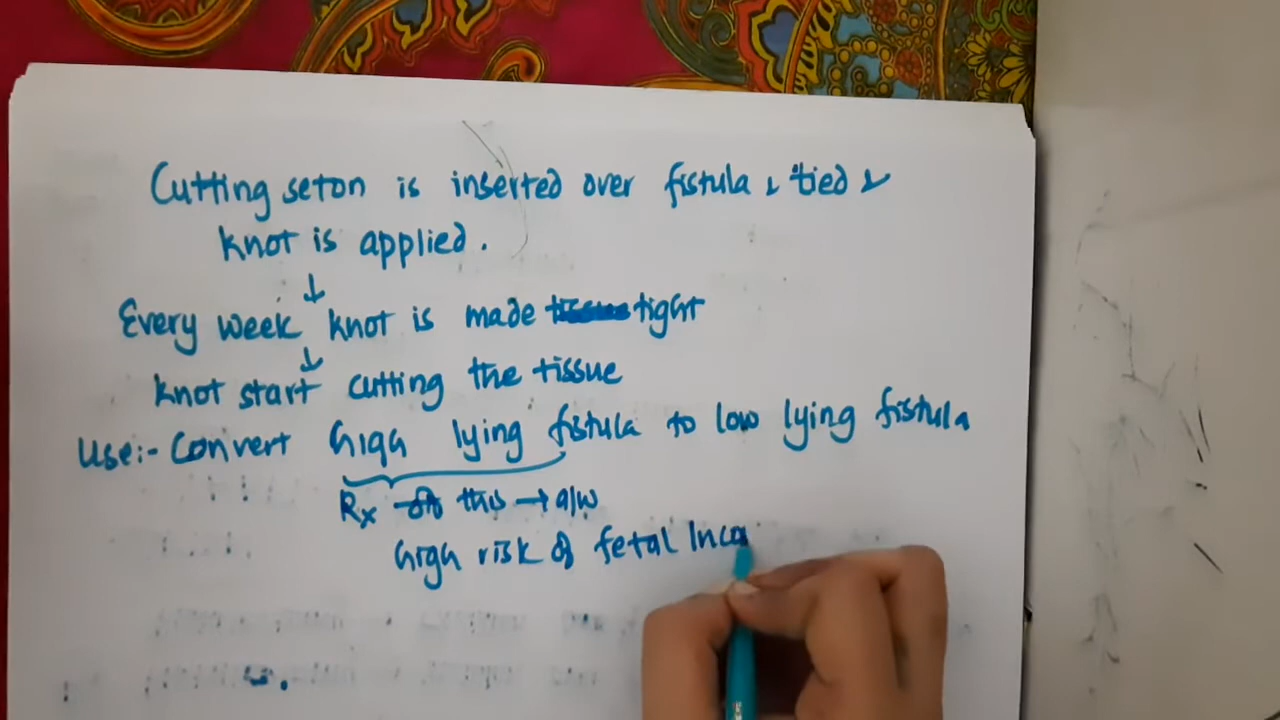 Cutting seton is inserted over fistula & tied &
knot is applied.
↓
Every week knot is made tight
↓
knot start cutting the tissue
Use:- Convert high lying fistula to low lying fistula
Rx of this → a/w
high risk of fetal Inco